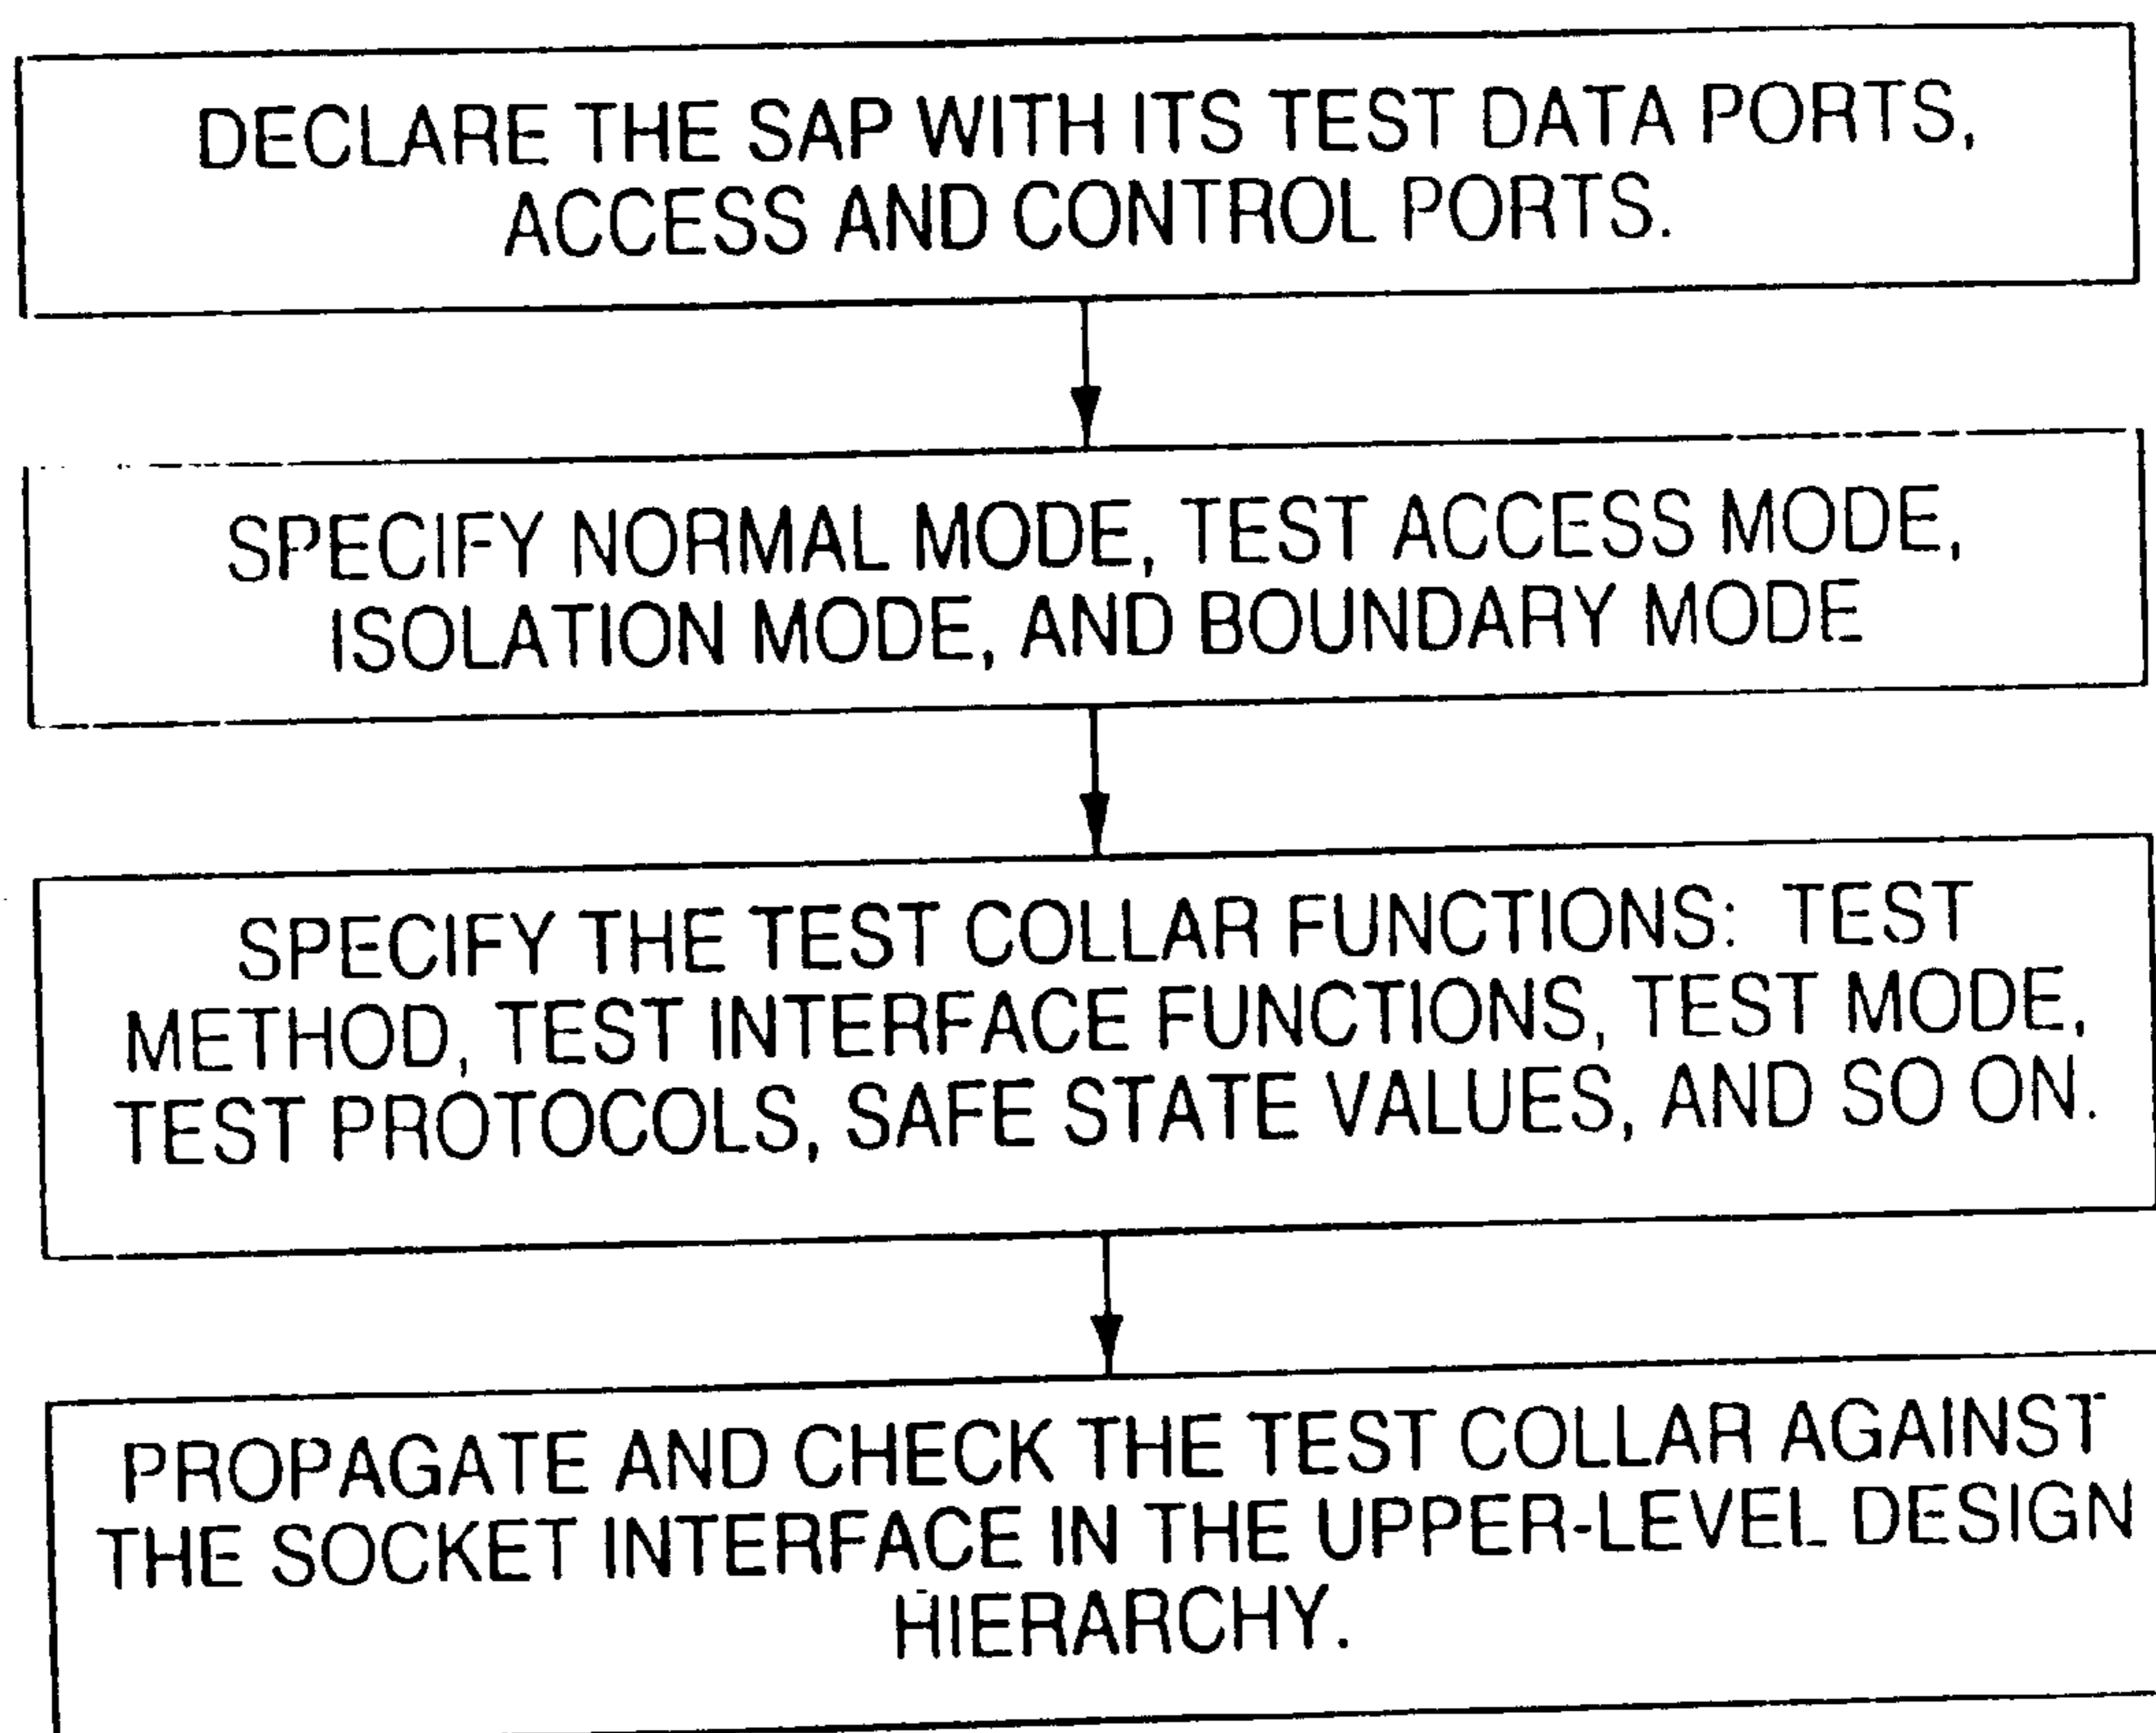 DECLARE THE SAP WITH ITS TEST DATA PORTS,
ACCESS AND CONTROL PORTS.
SPECIFY NORMAL MODE, TEST ACCESS MODE,
ISOLATION MODE, AND BOUNDARY MODE
SPECIFY THE TEST COLLAR FUNCTIONS: TEST
METHOD, TEST INTERFACE FUNCTIONS, TEST MODE,
TEST PROTOCOLS, SAFE STATE VALUES, AND SO ON.
PROPAGATE AND CHECK THE TEST COLLAR AGAINST
THE SOCKET INTERFACE IN THE UPPER-LEVEL DESIGN
HIERARCHY.